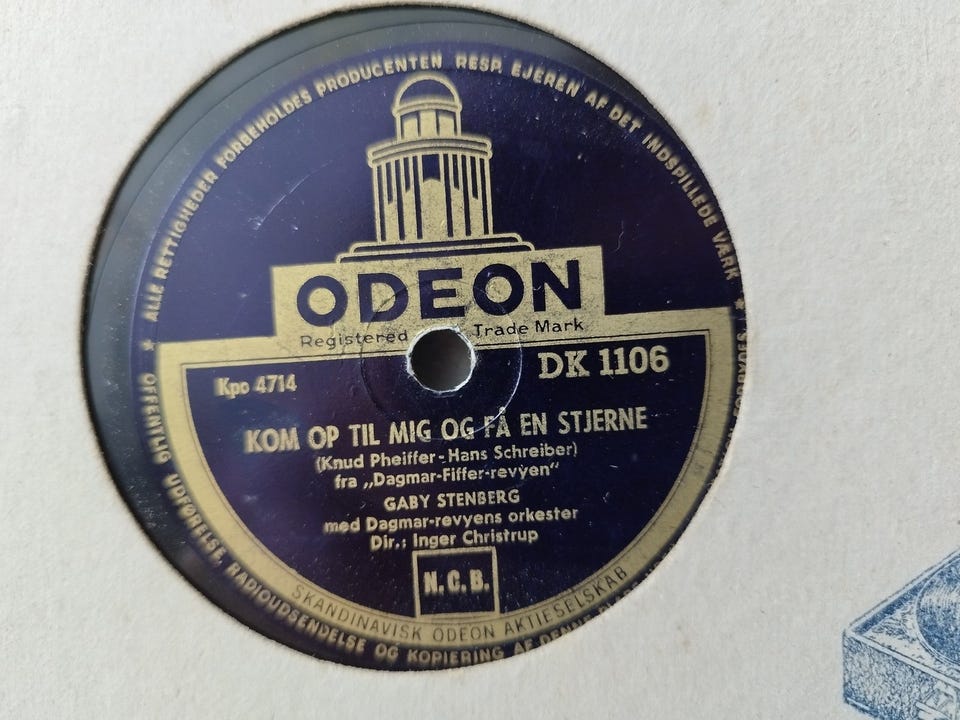 ALLE RETTIGHEDER FORBEHOLDES PRODUCENTEN RESP. EJEREN AF DET INDSPILLEDE VÆRK *
ODEON
Registered Trade Mark
Kpo 4714
DK 1106
KOM OP TIL MIG OG FÅ EN STJERNE
(Knud Pheiffer-Hans Schreiber)
fra „Dagmar-Fiffer-revyen"
GABY STENBERG
med Dagmar-revyens orkester
Dir.: Inger Christrup
N.C.B.
SKANDINAVISK ODEON AKTIESELSKAB
* OFFENTLIG UDFØRELSE, RADIOUDSENDELSE OG KOPIERING AF DENNE FORBYDES